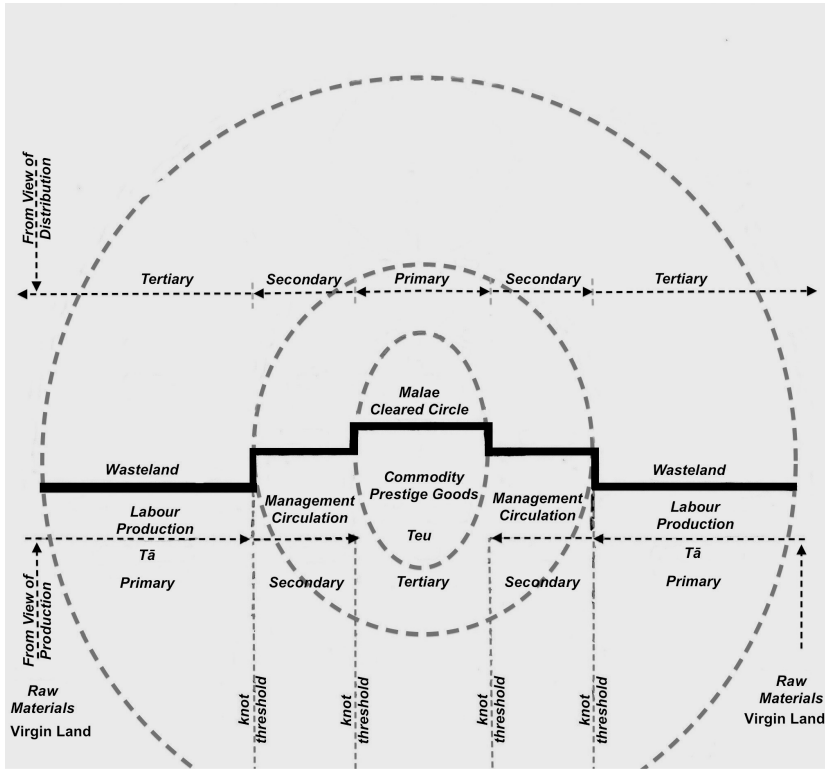 From View of
Distribution
Tertiary
Secondary
Primary
Secondary
Tertiary
Malae
Cleared Circle
Wasteland
Wasteland
Commodity
Prestige Goods
Labour
Production
Management
Circulation
Teu
Management
Circulation
Labour
Production
Tā
Tā
Primary
Secondary
Tertiary
Secondary
Primary
From View of
Production
Raw
Materials
Virgin Land
knot
threshold
knot
threshold
knot
threshold
knot
threshold
Raw
Materials
Virgin Land